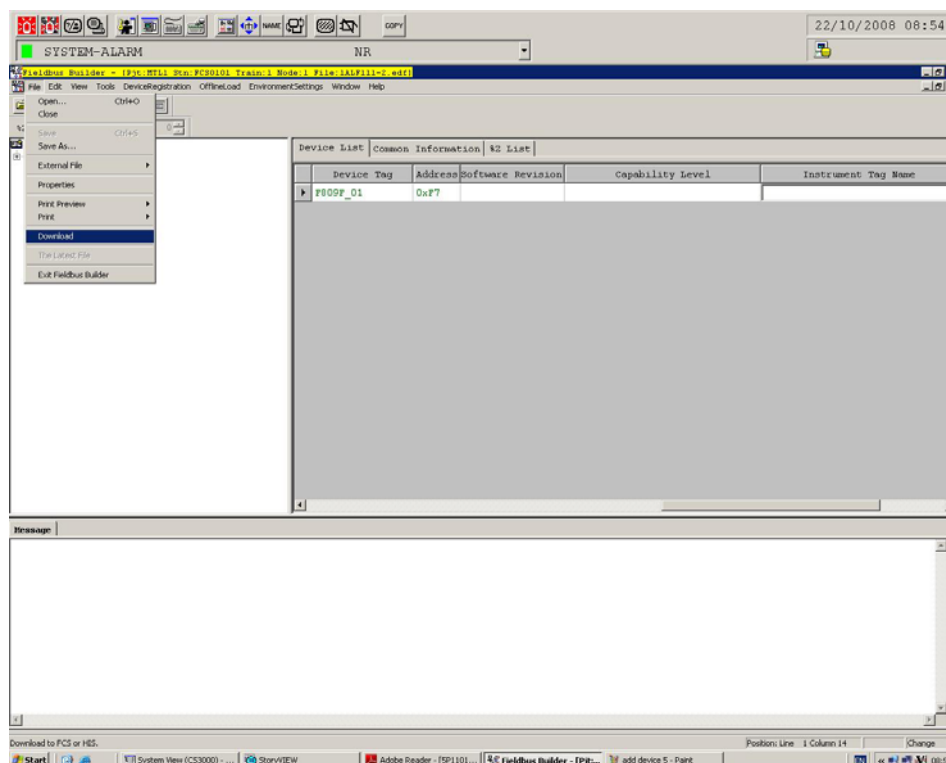 NAME
COPY
22/10/2008 08:54
SYSTEM-ALARM NR
Fieldbus Builder - [Pjt:MTL1 Stn:FCS0101 Train:1 Node:1 File:1ALF111-2.edf]
File Edit View Tools DeviceRegistration OfflineLoad EnvironmentSettings Window Help
Open... Ctrl+O
Close
Save Ctrl+S
Save As...
External File
Properties
Print Preview
Print
Download
The Latest File
Exit Fieldbus Builder
Device List Common Information %2 List
Device Tag Address Software Revision Capability Level Instrument Tag Name
F809F_01 0xF7
Message
Download to FCS or HIS.
Position: Line 1 Column 14 Change
Start System View (CS3000) - ... StoryVIEW Adobe Reader - [SP1101... Fieldbus Builder - [Pjt:... add device 5 - Paint